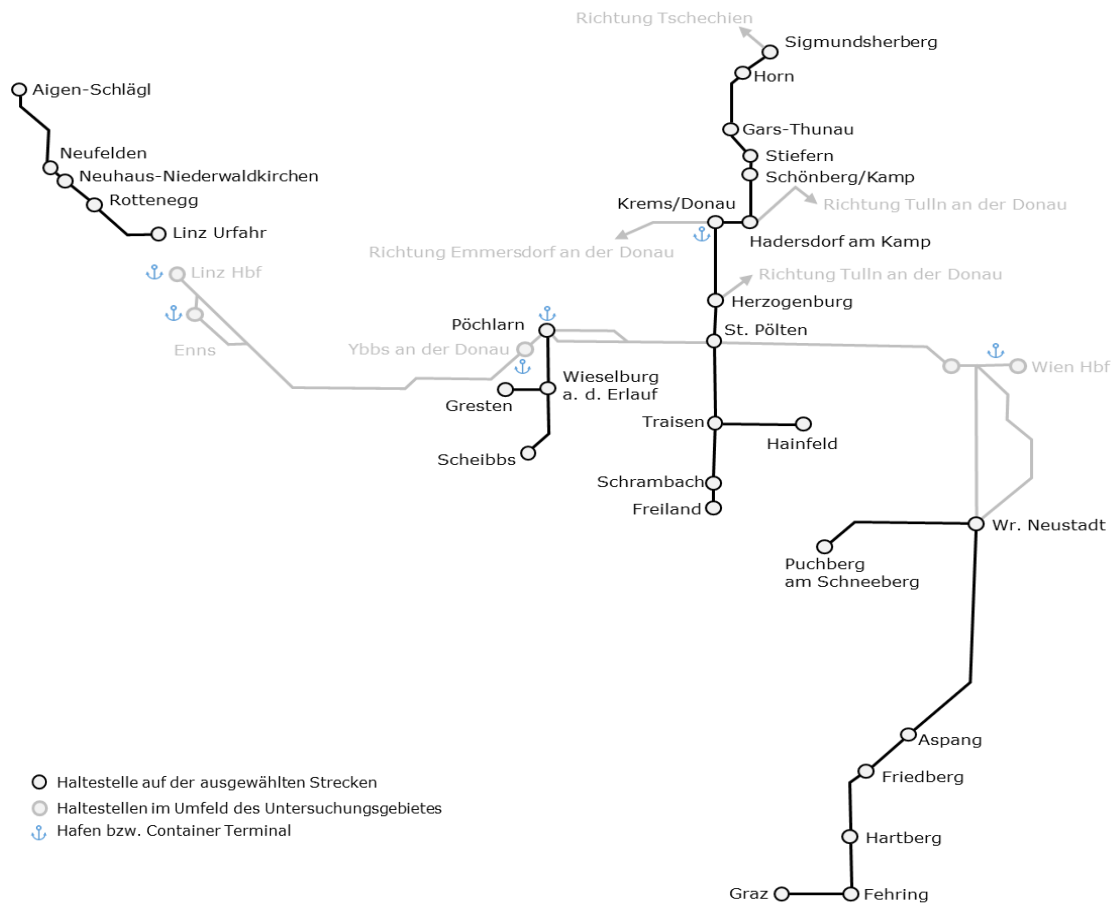 Richtung Tschechien
Sigmundsherberg
Horn
Aigen-Schlägl
Gars-Thunau
Neufelden
Stiefern
Neuhaus-Niederwaldkirchen
Schönberg/Kamp
Rottenegg
Krems/Donau
Richtung Tulln an der Donau
Linz Urfahr
Hadersdorf am Kamp
Richtung Emmersdorf an der Donau
Linz Hbf
Richtung Tulln an der Donau
Herzogenburg
Pöchlarn
St. Pölten
Enns
Ybbs an der Donau
Wien Hbf
Wieselburg
a. d. Erlauf
Gresten
Traisen
Hainfeld
Scheibbs
Schrambach
Freiland
Wr. Neustadt
Puchberg
am Schneeberg
Aspang
Friedberg
Haltestelle auf der ausgewählten Strecken
Haltestellen im Umfeld des Untersuchungsgebietes
Hafen bzw. Container Terminal
Hartberg
Graz
Fehring